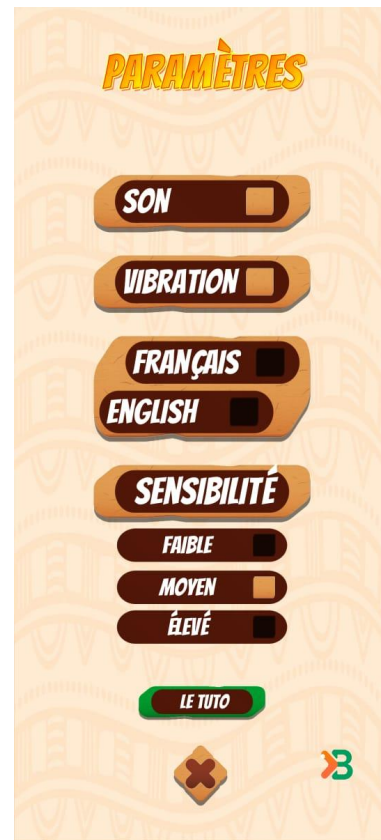 PARAMÈTRES
SON
VIBRATION
FRANÇAIS
ENGLISH
SENSIBILITÉ
FAIBLE
MOYEN
ÉLEVÉ
LE TUTO
B